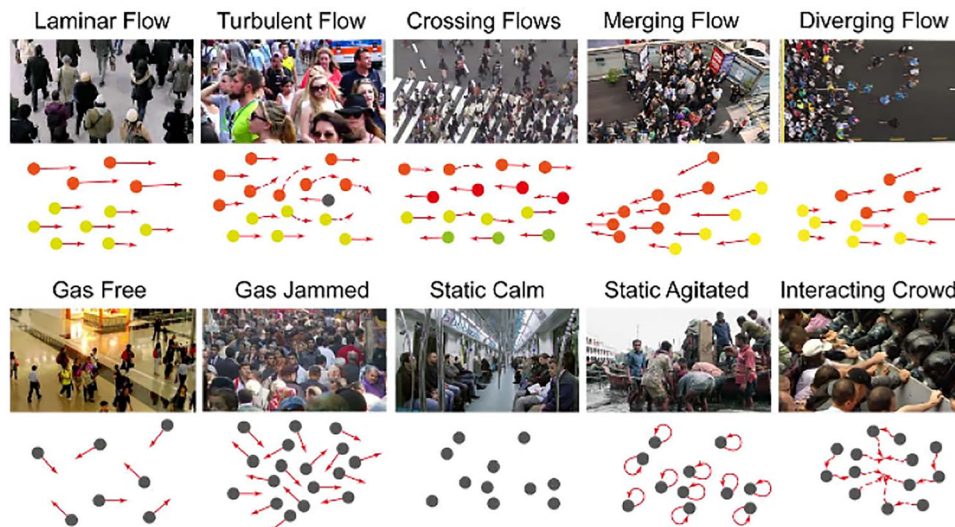 Laminar Flow
Turbulent Flow
Crossing Flows
Merging Flow
Diverging Flow
Gas Free
Gas Jammed
Static Calm
Static Agitated
Interacting Crowd